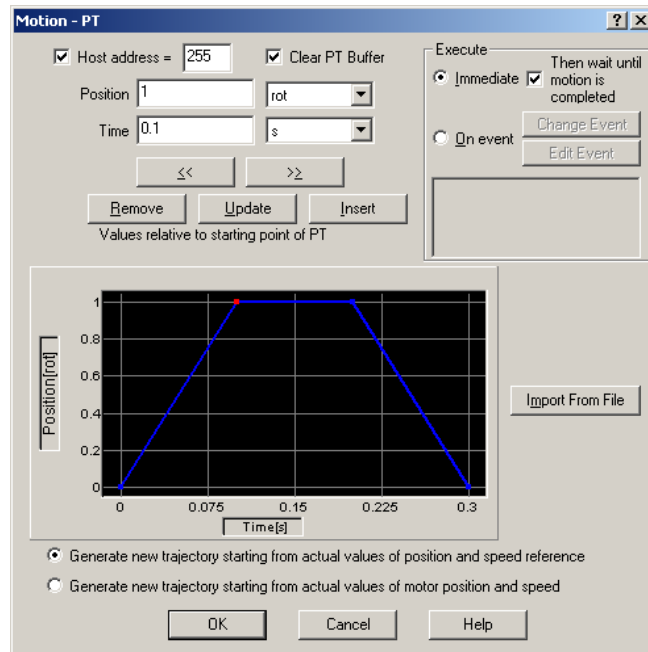 Motion - PT
Host address = 255
Clear PT Buffer
Position 1 rot
Time 0.1 s
<< >>
Remove Update Insert
Values relative to starting point of PT
Execute
Immediate
Then wait until
motion is
completed
On event
Change Event
Edit Event
Position[rot]
1
0.8
0.6
0.4
0.2
0
0 0.075 0.15 0.225 0.3
Time[s]
Import From File
Generate new trajectory starting from actual values of position and speed reference
Generate new trajectory starting from actual values of motor position and speed
OK Cancel Help